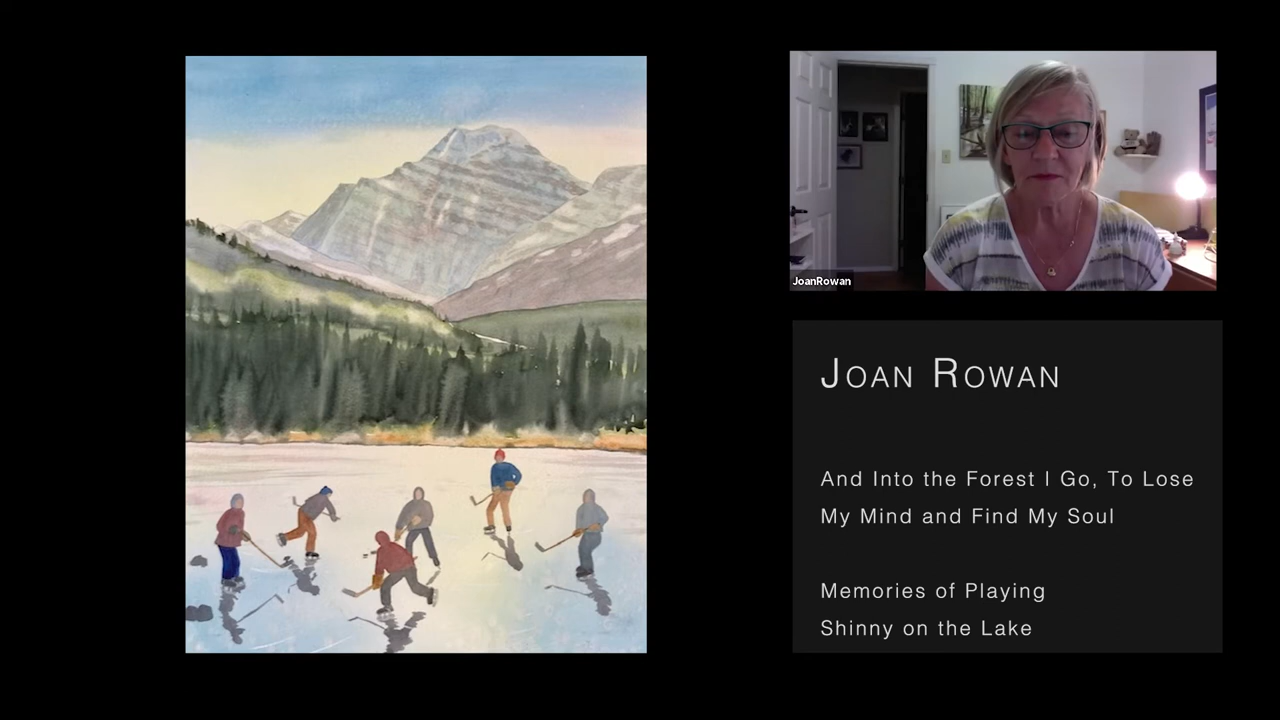 JoanRowan
JOAN ROWAN
And Into the Forest I Go, To Lose
My Mind and Find My Soul
Memories of Playing
Shinny on the Lake